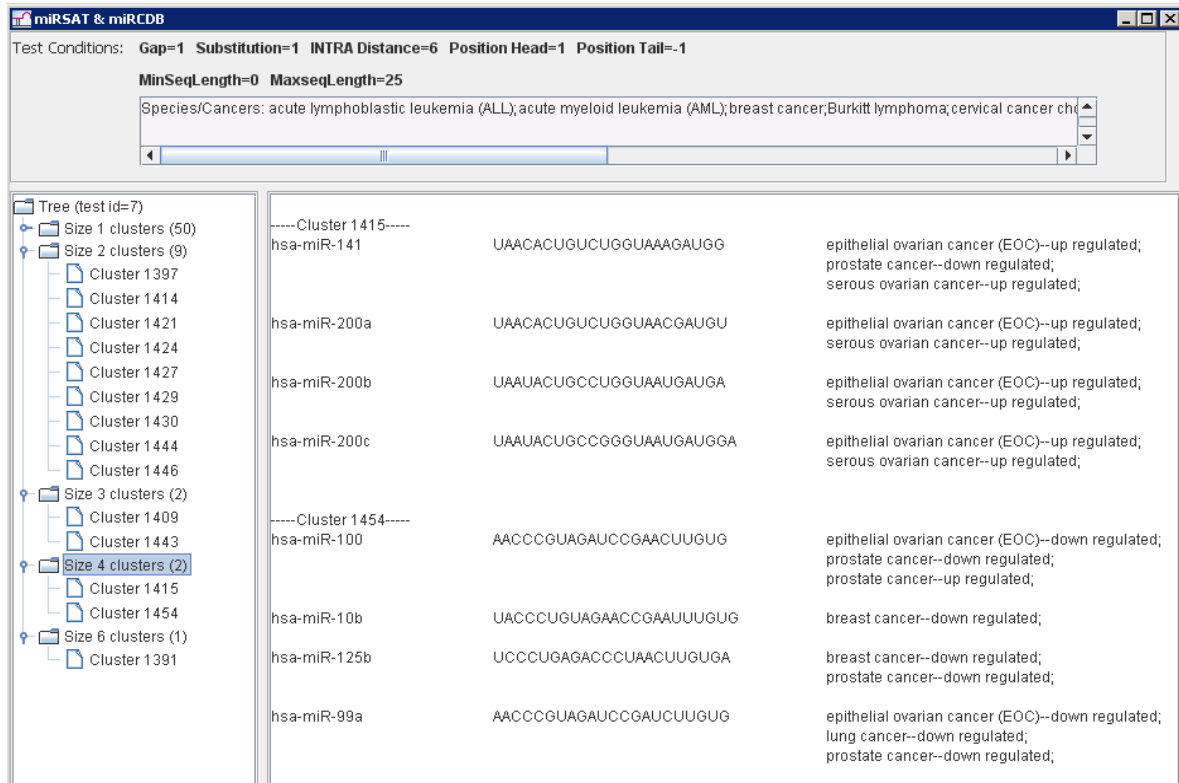 miRSAT & miRCDB
Test Conditions: Gap=1 Substitution=1 INTRA Distance=6 Position Head=1 Position Tail=-1
MinSeqLength=0 MaxseqLength=25
Species/Cancers: acute lymphoblastic leukemia (ALL);acute myeloid leukemia (AML);breast cancer;Burkitt lymphoma;cervical cancer cho
Tree (test id=7)
Size 1 clusters (50)
Size 2 clusters (9)
Cluster 1397
Cluster 1414
Cluster 1421
Cluster 1424
Cluster 1427
Cluster 1429
Cluster 1430
Cluster 1444
Cluster 1446
Size 3 clusters (2)
Cluster 1409
Cluster 1443
Size 4 clusters (2)
Cluster 1415
Cluster 1454
Size 6 clusters (1)
Cluster 1391
-----Cluster 1415-----
hsa-miR-141 UAACACUGUCUGGUAAAGAUGG epithelial ovarian cancer (EOC)--up regulated;
prostate cancer--down regulated;
serous ovarian cancer--up regulated;
hsa-miR-200a UAACACUGUCUGGUAACGAUGU epithelial ovarian cancer (EOC)--up regulated;
serous ovarian cancer--up regulated;
hsa-miR-200b UAAUACUGCCUGGUAAUGAUGA epithelial ovarian cancer (EOC)--up regulated;
serous ovarian cancer--up regulated;
hsa-miR-200c UAAUACUGCCGGGUAAUGAUGGA epithelial ovarian cancer (EOC)--up regulated;
serous ovarian cancer--up regulated;
-----Cluster 1454-----
hsa-miR-100 AACCCGUAGAUCCGAACUUGUG epithelial ovarian cancer (EOC)--down regulated;
prostate cancer--down regulated;
prostate cancer--up regulated;
hsa-miR-10b UACCCUGUAGAACCGAAUUUGUG breast cancer--down regulated;
hsa-miR-125b UCCCUGAGACCCUAACUUGUGA breast cancer--down regulated;
prostate cancer--down regulated;
hsa-miR-99a AACCCGUAGAUCCGAUCUUGUG epithelial ovarian cancer (EOC)--down regulated;
lung cancer--down regulated;
prostate cancer--down regulated;